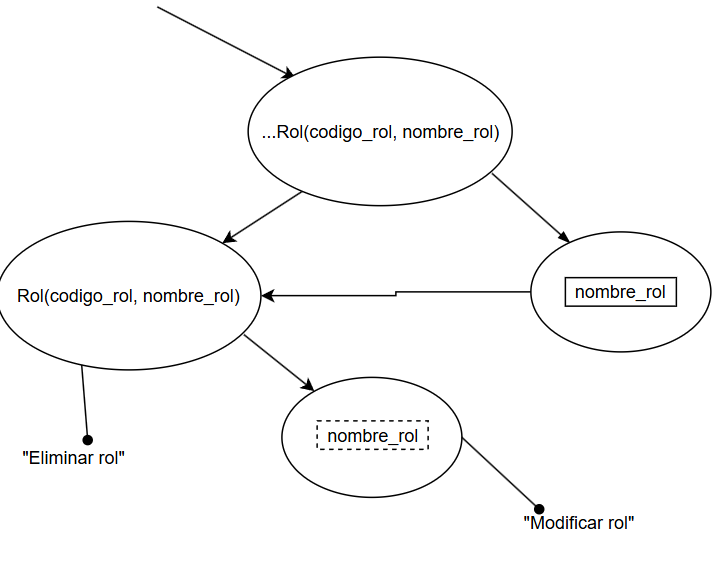 ...Rol(codigo_rol, nombre_rol)
Rol(codigo_rol, nombre_rol)
nombre_rol
nombre_rol
"Eliminar rol"
"Modificar rol"